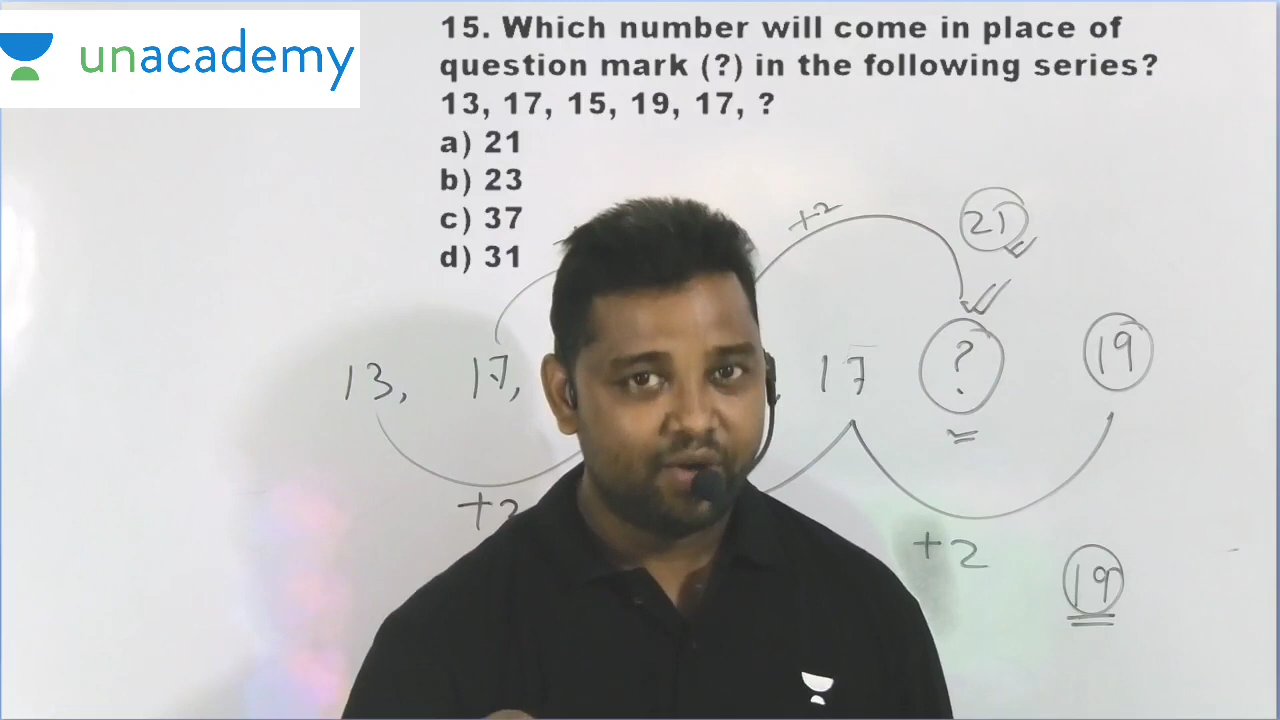 unacademy
15. Which number will come in place of
question mark (?) in the following series?
13, 17, 15, 19, 17, ?
a) 21
b) 23
c) 37
d) 31
+2
21
13, 17, 17 ? 19
+2
+2
19